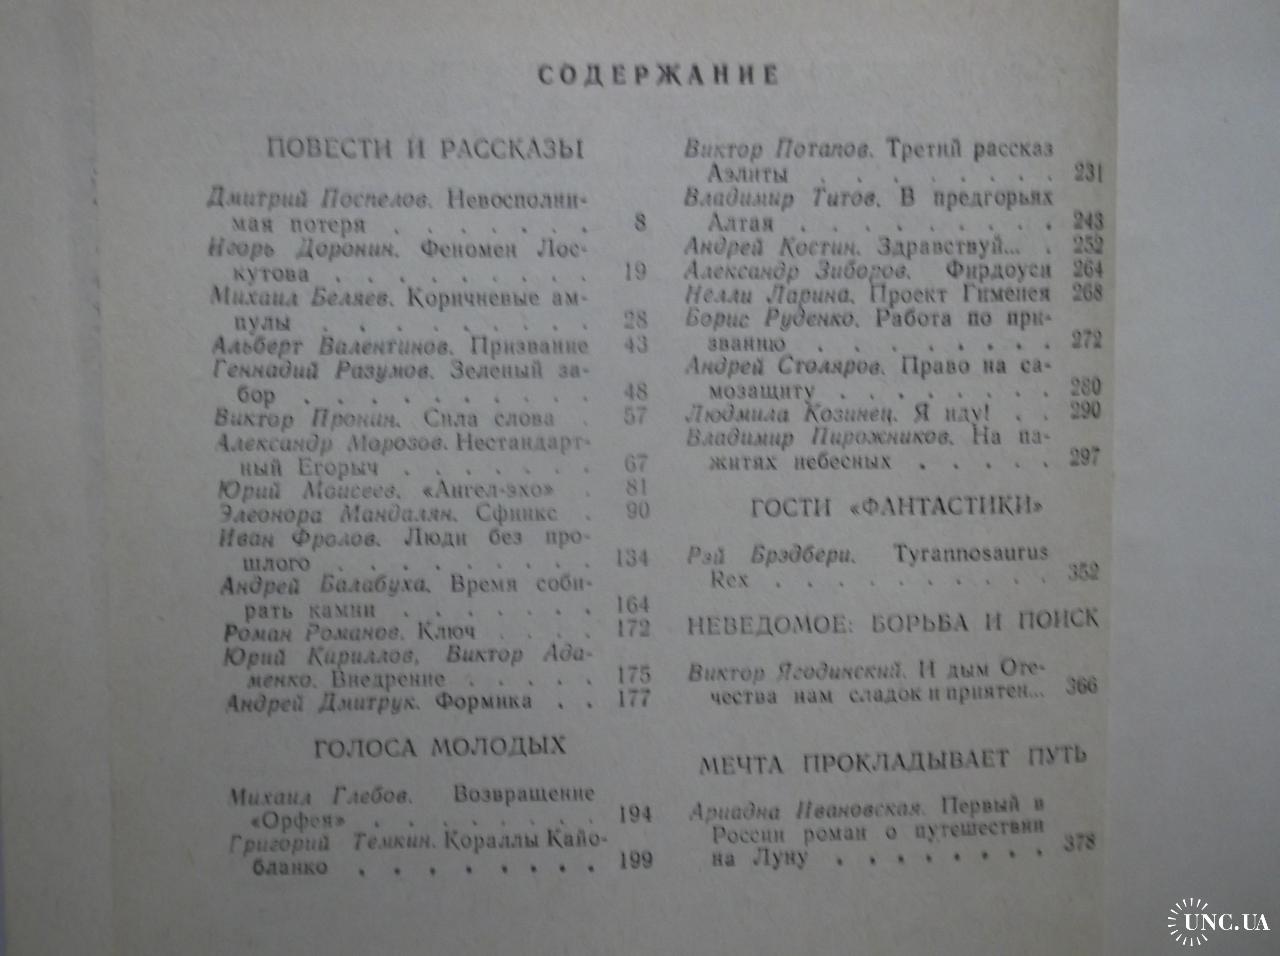 СОДЕРЖАНИЕ
ПОВЕСТИ И РАССКАЗЫ
Дмитрий Поспелов. Невосполни-
мая потеря . . . . . . . 8
Игорь Доронин. Феномен Лос-
кутова . . . . . . . . 19
Михаил Беляев. Коричневые ам-
пулы . . . . . . . . . 28
Альберт Валентинов. Призвание 43
Геннадий Разумов. Зеленый за-
бор . . . . . . . . . 48
Виктор Пронин. Сила слова . 57
Александр Морозов. Нестандарт-
ный Егорыч . . . . . . 67
Юрий Моисеев. «Ангел-эхо» . 81
Элеонора Мандалян. Сфинкс . 90
Иван Фролов. Люди без про-
шлого . . . . . . . . 134
Андрей Балабуха. Время соби-
рать камни . . . . . . 164
Роман Романов. Ключ . . . . 172
Юрий Кириллов, Виктор Ада-
менко. Внедрение . . . . . 175
Андрей Дмитрук. Формика . . 177
ГОЛОСА МОЛОДЫХ
Михаил Глебов. Возвращение
«Орфея» . . . . . . . 194
Григорий Темкин. Кораллы Кайо-
бланко . . . . . . . . 199
Виктор Потапов. Третий рассказ
Аэлиты . . . . . . . . 231
Владимир Титов. В предгорьях
Алтая . . . . . . . . . 243
Андрей Костин. Здравствуй... . 252
Александр Зиборов. Фирдоуси 264
Нелли Ларина. Проект Гименея 268
Борис Руденко. Работа по при-
званию . . . . . . . . 272
Андрей Столяров. Право на са-
мозащиту . . . . . . . 280
Людмила Козинец. Я иду! . . 290
Владимир Пирожников. На па-
житях небесных . . . . . 297
ГОСТИ «ФАНТАСТИКИ»
Рэй Брэдбери. Tyrannosaurus
Rex . . . . . . . . . 352
НЕВЕДОМОЕ: БОРЬБА И ПОИСК
Виктор Ягодинский. И дым Оте-
чества нам сладок и приятен... 366
МЕЧТА ПРОКЛАДЫВАЕТ ПУТЬ
Ариадна Ивановская. Первый в
России роман о путешествии
на Луну . . . . . . . . 378
UNC.UA